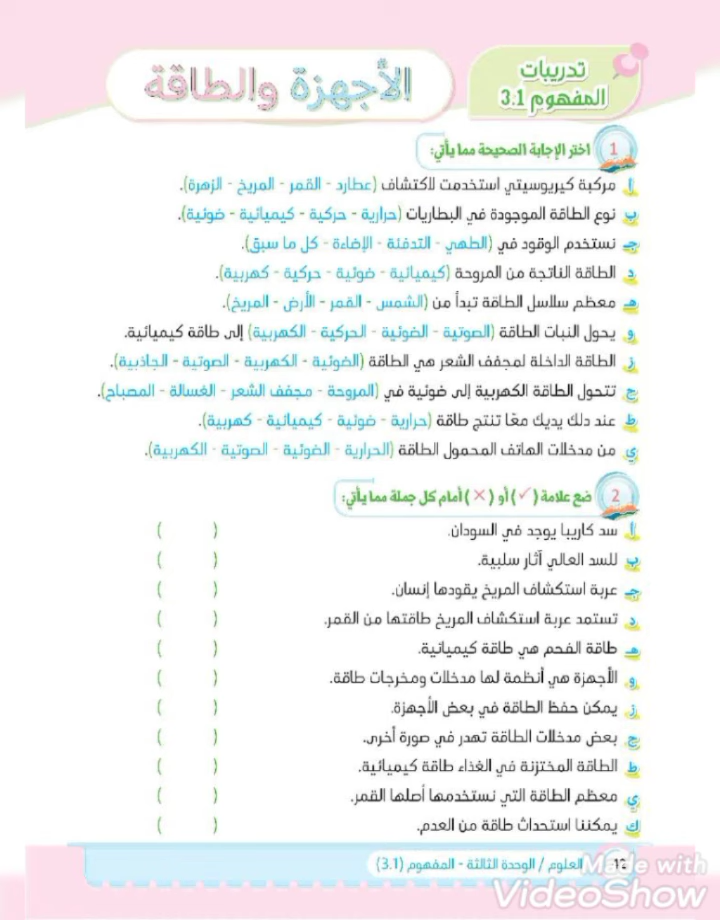 تدريبات
المفهوم 3.1
الأجهزة والطاقة
1 اختر الإجابة الصحيحة مما يأتي:
أ مركبة كيريوسيتي استخدمت لاكتشاف (عطارد - القمر - المريخ - الزهرة).
ب نوع الطاقة الموجودة في البطاريات (حرارية - حركية - كيميائية - ضوئية).
جـ نستخدم الوقود في (الطهي - التدفئة - الإضاءة - كل ما سبق).
د الطاقة الناتجة من المروحة (كيميائية - ضوئية - حركية - كهربية).
هـ معظم سلاسل الطاقة تبدأ من (الشمس - القمر - الأرض - المريخ).
و يحول النبات الطاقة (الصوتية - الضوئية - الحركية - الكهربية) إلى طاقة كيميائية.
ز الطاقة الداخلة لمجفف الشعر هي الطاقة (الضوئية - الكهربية - الصوتية - الجاذبية).
ح تتحول الطاقة الكهربية إلى ضوئية في (المروحة - مجفف الشعر - الغسالة - المصباح).
ط عند دلك يديك معًا تنتج طاقة (حرارية - ضوئية - كيميائية - كهربية).
ي من مدخلات الهاتف المحمول الطاقة (الحرارية - الضوئية - الصوتية - الكهربية).
2 ضع علامة (✓) أو (✗) أمام كل جملة مما يأتي:
أ سد كاريبا يوجد في السودان. ( )
ب للسد العالي آثار سلبية. ( )
جـ عربة استكشاف المريخ يقودها إنسان. ( )
د تستمد عربة استكشاف المريخ طاقتها من القمر. ( )
هـ طاقة الفحم هي طاقة كيميائية. ( )
و الأجهزة هي أنظمة لها مدخلات ومخرجات طاقة. ( )
ز يمكن حفظ الطاقة في بعض الأجهزة. ( )
ح بعض مدخلات الطاقة تهدر في صورة أخرى. ( )
ط الطاقة المختزنة في الغذاء طاقة كيميائية. ( )
ي معظم الطاقة التي نستخدمها أصلها القمر. ( )
ك يمكننا استحداث طاقة من العدم. ( )
12 العلوم / الوحدة الثالثة - المفهوم (3.1)
Made with
VideoShow